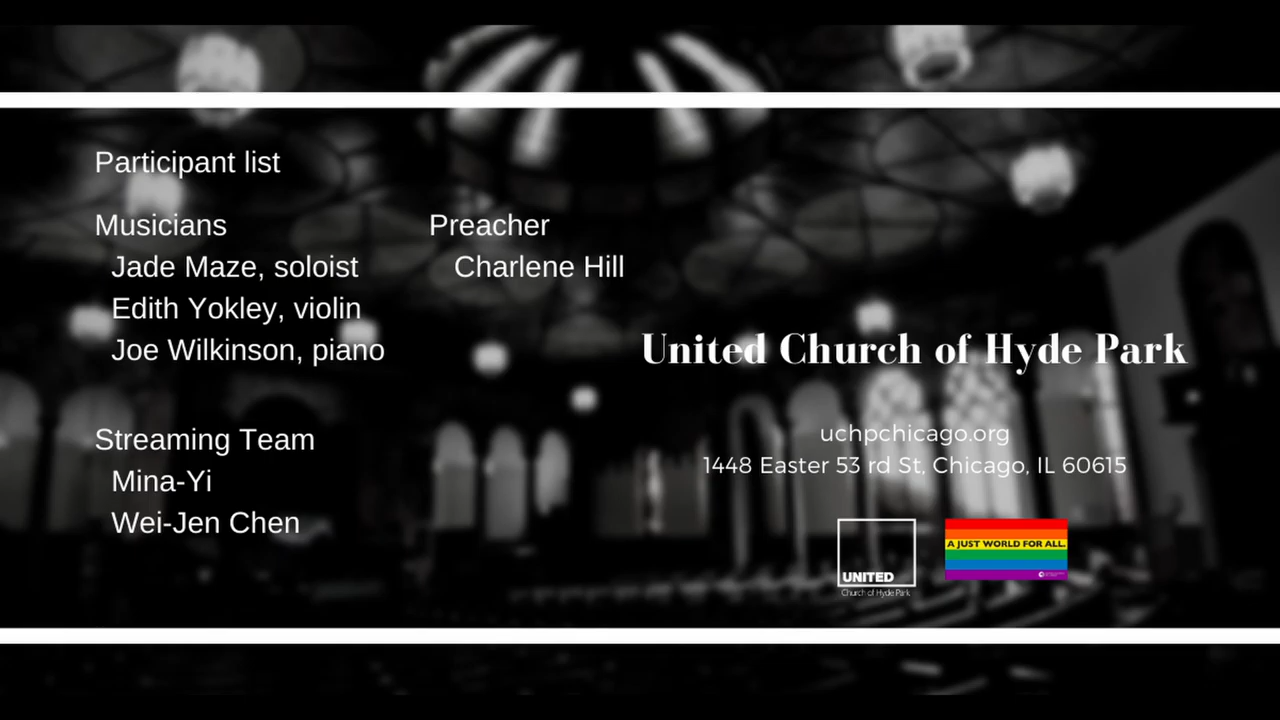 Participant list
Musicians
Jade Maze, soloist
Edith Yokley, violin
Joe Wilkinson, piano
Streaming Team
Mina-Yi
Wei-Jen Chen
Preacher
Charlene Hill
United Church of Hyde Park
uchpchicago.org
1448 Easter 53 rd St, Chicago, IL 60615
UNITED
Church of Hyde Park
A JUST WORLD FOR ALL.